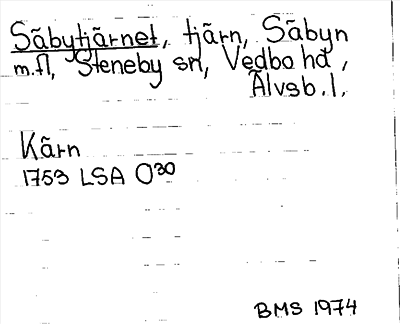 Säbytjärnet, tjärn, Säbyn
m.fl, Steneby sn, Vedbo hd,
Älvsb. l.
Kärn
1753 LSA O30
BMS 1974